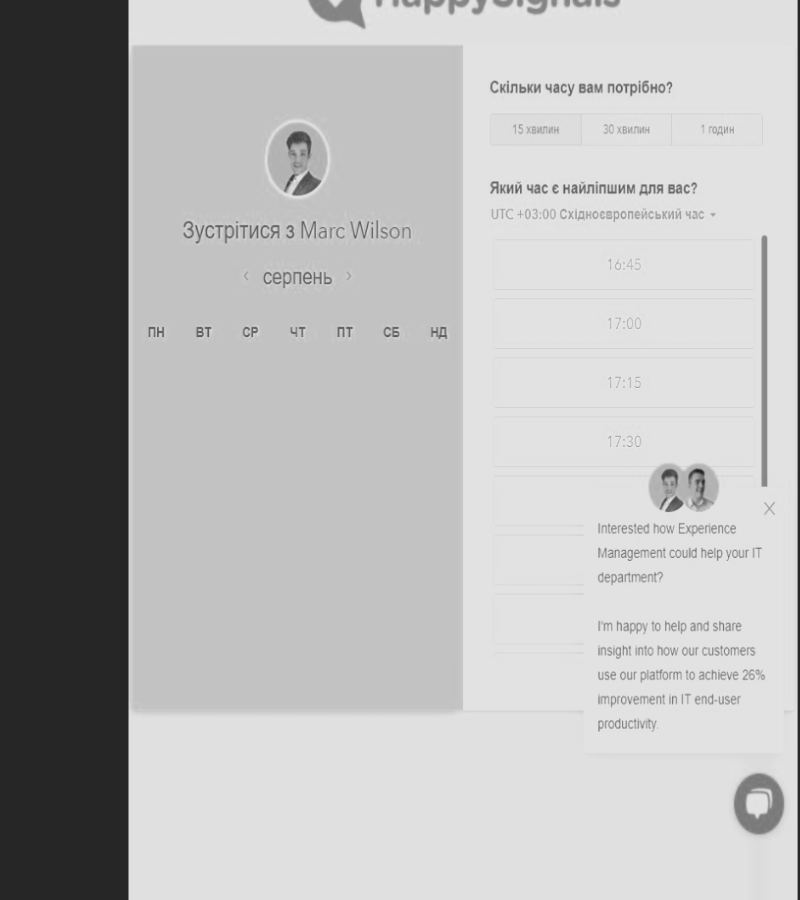 HappySignals
Зустрітися з Marc Wilson
‹ серпень ›
ПН ВТ СР ЧТ ПТ СБ НД
Скільки часу вам потрібно?
15 хвилин 30 хвилин 1 годин
Який час є найліпшим для вас?
UTC +03:00 Східноєвропейський час
16:45
17:00
17:15
17:30
Interested how Experience
Management could help your IT
department?
I'm happy to help and share
insight into how our customers
use our platform to achieve 26%
improvement in IT end-user
productivity.